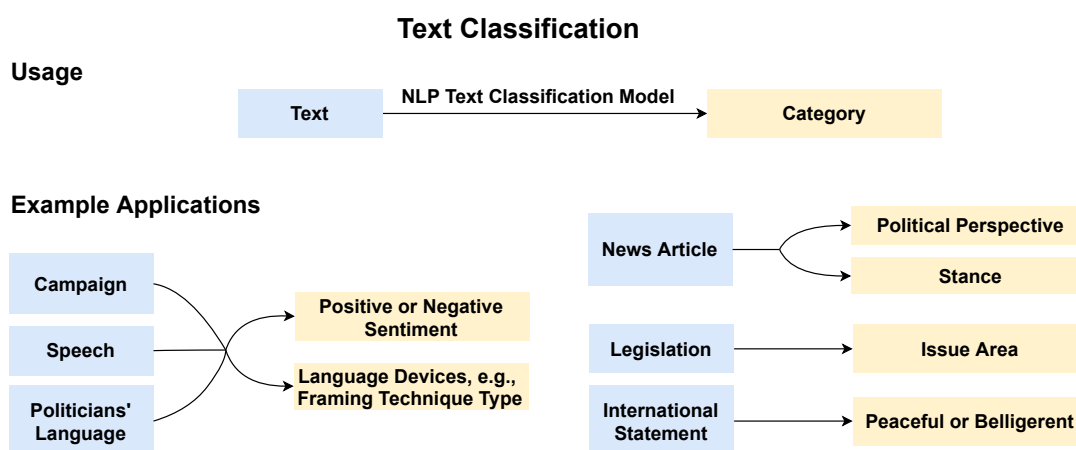 Text Classification
Usage
Text
NLP Text Classification Model
Category
Example Applications
Campaign
Speech
Politicians'
Language
Positive or Negative
Sentiment
Language Devices, e.g.,
Framing Technique Type
News Article
Political Perspective
Stance
Legislation
Issue Area
International
Statement
Peaceful or Belligerent